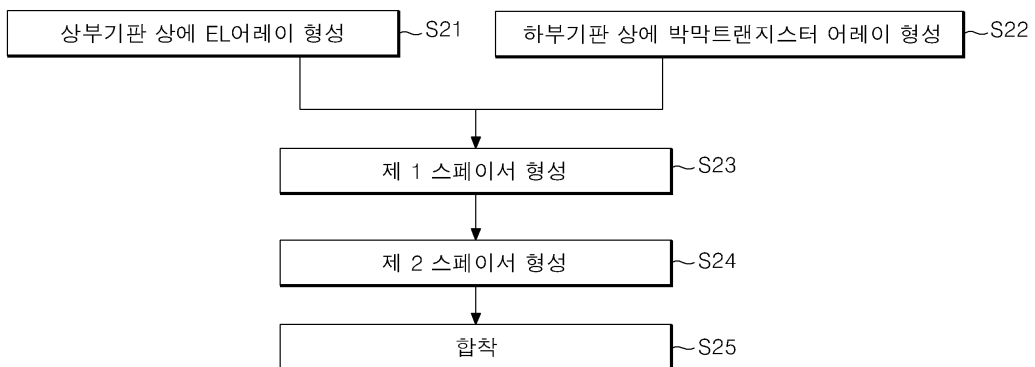 상부기판 상에 EL어레이 형성 S21
하부기판 상에 박막트랜지스터 어레이 형성 S22
제 1 스페이서 형성 S23
제 2 스페이서 형성 S24
합착 S25